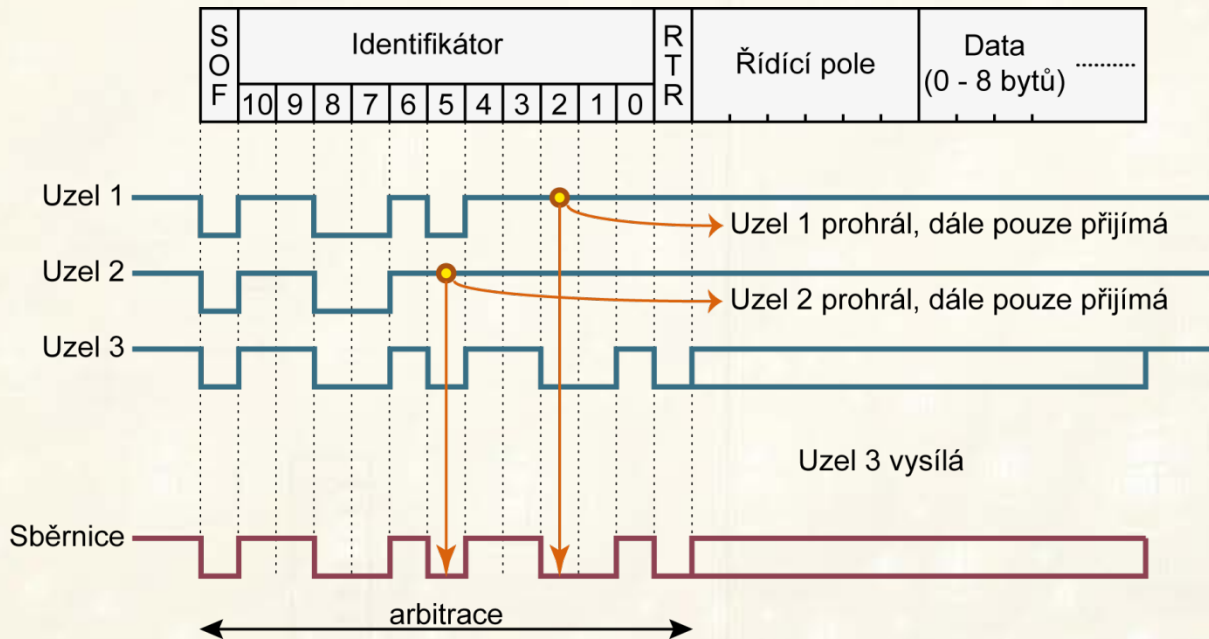 SOF
Identifikátor
RTR
Řídící pole
Data
(0 - 8 bytů) ..........
10 9 8 7 6 5 4 3 2 1 0
Uzel 1
Uzel 1 prohrál, dále pouze přijímá
Uzel 2
Uzel 2 prohrál, dále pouze přijímá
Uzel 3
Uzel 3 vysílá
Sběrnice
arbitrace